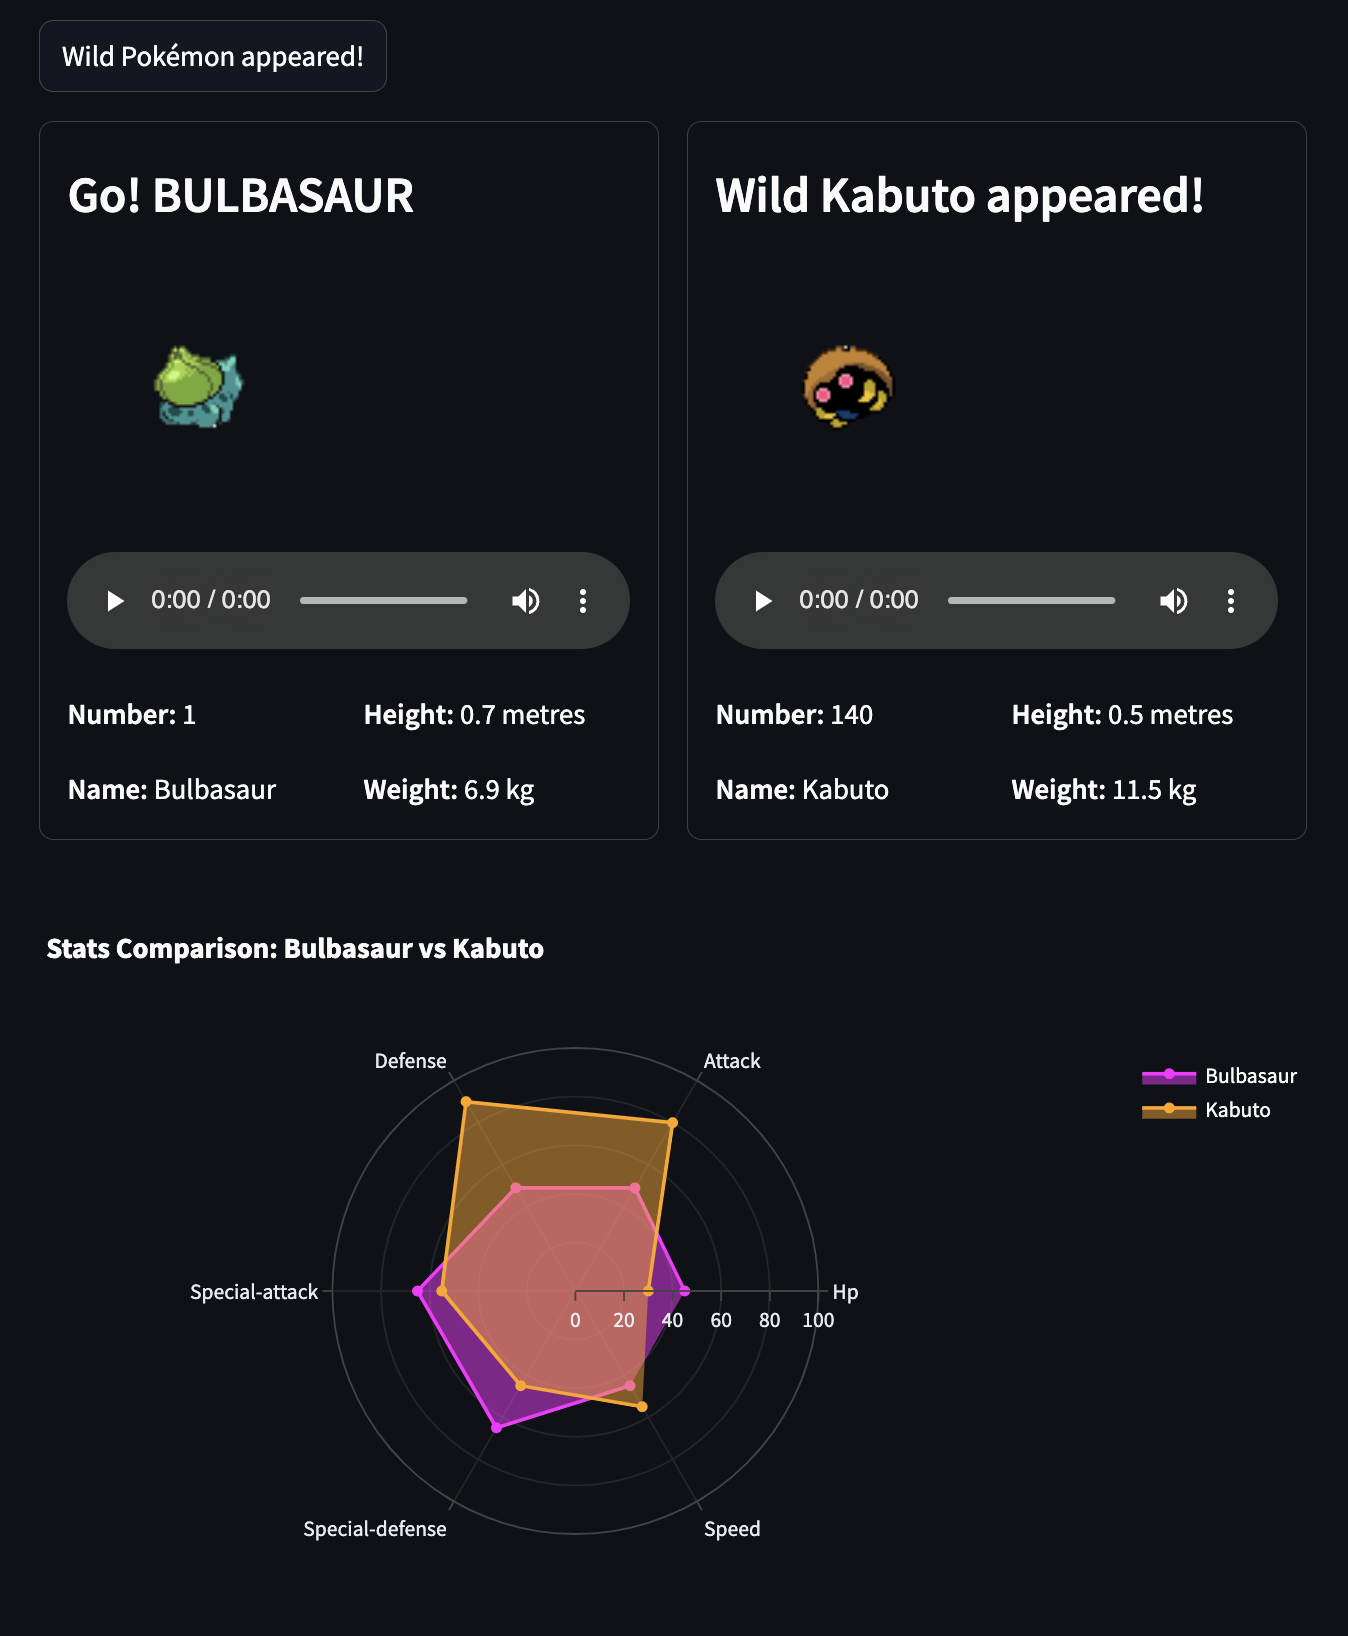 Wild Pokémon appeared!
Go! BULBASAUR
0:00 / 0:00
Number: 1
Height: 0.7 metres
Name: Bulbasaur
Weight: 6.9 kg
Wild Kabuto appeared!
0:00 / 0:00
Number: 140
Height: 0.5 metres
Name: Kabuto
Weight: 11.5 kg
Stats Comparison: Bulbasaur vs Kabuto
Defense
Attack
Bulbasaur
Kabuto
Special-attack
Hp
0 20 40 60 80 100
Special-defense
Speed